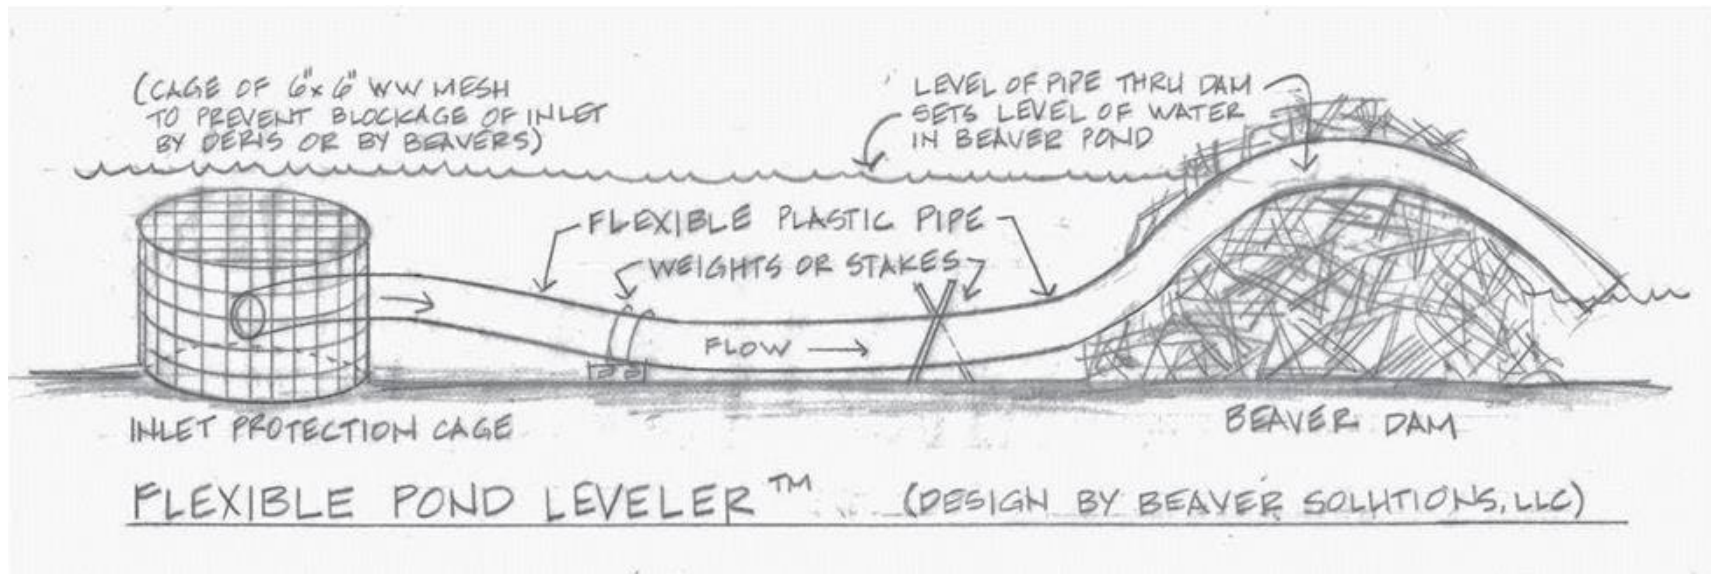 (CAGE OF 6"x6" WW MESH
TO PREVENT BLOCKAGE OF INLET
BY DERIS OR BY BEAVERS)
LEVEL OF PIPE THRU DAM
SETS LEVEL OF WATER
IN BEAVER POND
FLEXIBLE PLASTIC PIPE
WEIGHTS OR STAKES
FLOW
INLET PROTECTION CAGE
BEAVER DAM
FLEXIBLE POND LEVELER™ (DESIGN BY BEAVER SOLUTIONS, LLC)